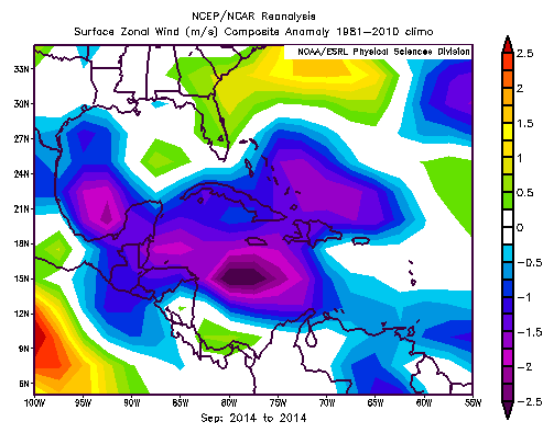 NCEP/NCAR Reanalysis
Surface Zonal Wind (m/s) Composite Anomaly 1981–2010 climo
NOAA/ESRL Physical Sciences Division
35N
30N
27N
24N
21N
18N
15N
12N
9N
6N
100W
95W
90W
85W
80W
75W
70W
65W
60W
55W
2.5
2
1.5
1
0.5
0
-0.5
-1
-1.5
-2
-2.5
Sep: 2014 to 2014